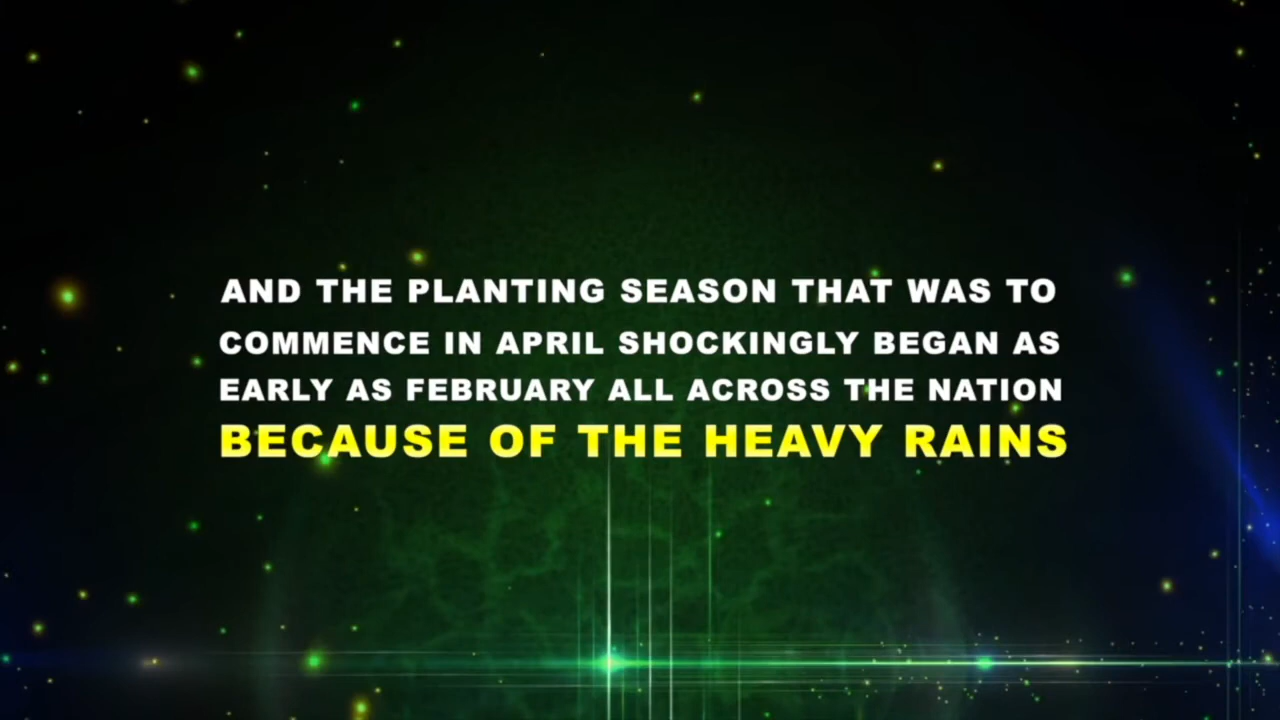 AND THE PLANTING SEASON THAT WAS TO
COMMENCE IN APRIL SHOCKINGLY BEGAN AS
EARLY AS FEBRUARY ALL ACROSS THE NATION
BECAUSE OF THE HEAVY RAINS